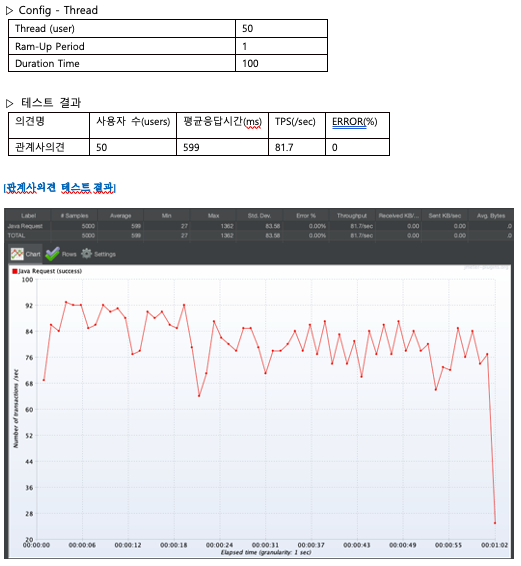 ▷ Config - Thread
Thread (user) 50
Ram-Up Period 1
Duration Time 100
▷ 테스트 결과
의견명 사용자 수(users) 평균응답시간(ms) TPS(/sec) ERROR(%)
관계사의견 50 599 81.7 0
[관계사의견 테스트 결과]
Label # Samples Average Min Max Std. Dev. Error % Throughput Received KB/... Sent KB/sec Avg. Bytes
Java Request 5000 599 27 1362 83.58 0.00% 81.7/sec 0.00 0.00 .0
TOTAL 5000 599 27 1362 83.58 0.00% 81.7/sec 0.00 0.00 .0
Chart Rows Settings
Java Request (success)
100
92
84
76
68
60
52
44
36
28
20
Number of transactions /sec
00:00:00 00:00:06 00:00:12 00:00:18 00:00:24 00:00:31 00:00:37 00:00:43 00:00:49 00:00:55 00:01:02
Elapsed time (granularity: 1 sec)